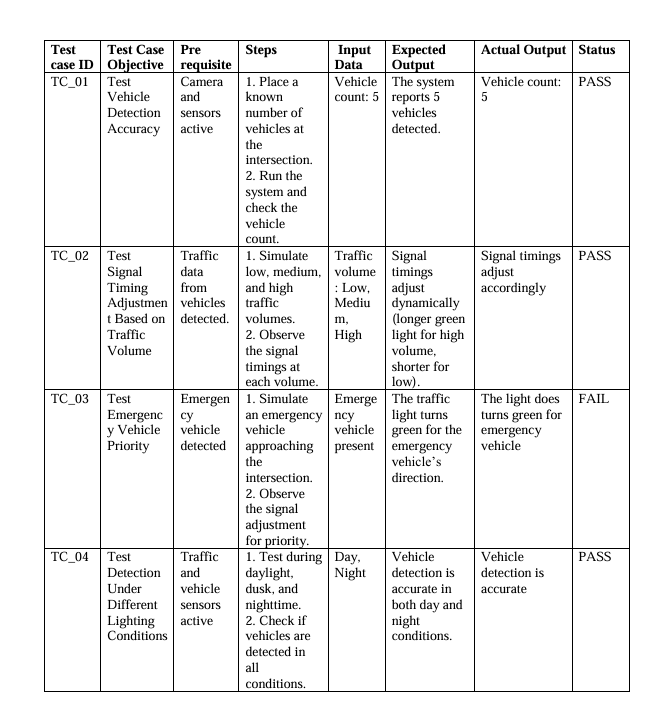 Test
case ID
Test Case
Objective
Pre
requisite
Steps
Input
Data
Expected
Output
Actual Output
Status
TC_01
Test
Vehicle
Detection
Accuracy
Camera
and
sensors
active
1. Place a
known
number of
vehicles at
the
intersection.
2. Run the
system and
check the
vehicle
count.
Vehicle
count: 5
The system
reports 5
vehicles
detected.
Vehicle count:
5
PASS
TC_02
Test
Signal
Timing
Adjustmen
t Based on
Traffic
Volume
Traffic
data
from
vehicles
detected.
1. Simulate
low, medium,
and high
traffic
volumes.
2. Observe
the signal
timings at
each volume.
Traffic
volume
: Low,
Mediu
m,
High
Signal
timings
adjust
dynamically
(longer green
light for high
volume,
shorter for
low).
Signal timings
adjust
accordingly
PASS
TC_03
Test
Emergenc
y Vehicle
Priority
Emergen
cy
vehicle
detected
1. Simulate
an emergency
vehicle
approaching
the
intersection.
2. Observe
the signal
adjustment
for priority.
Emerge
ncy
vehicle
present
The traffic
light turns
green for the
emergency
vehicle’s
direction.
The light does
turns green for
emergency
vehicle
FAIL
TC_04
Test
Detection
Under
Different
Lighting
Conditions
Traffic
and
vehicle
sensors
active
1. Test during
daylight,
dusk, and
nighttime.
2. Check if
vehicles are
detected in
all
conditions.
Day,
Night
Vehicle
detection is
accurate in
both day and
night
conditions.
Vehicle
detection is
accurate
PASS